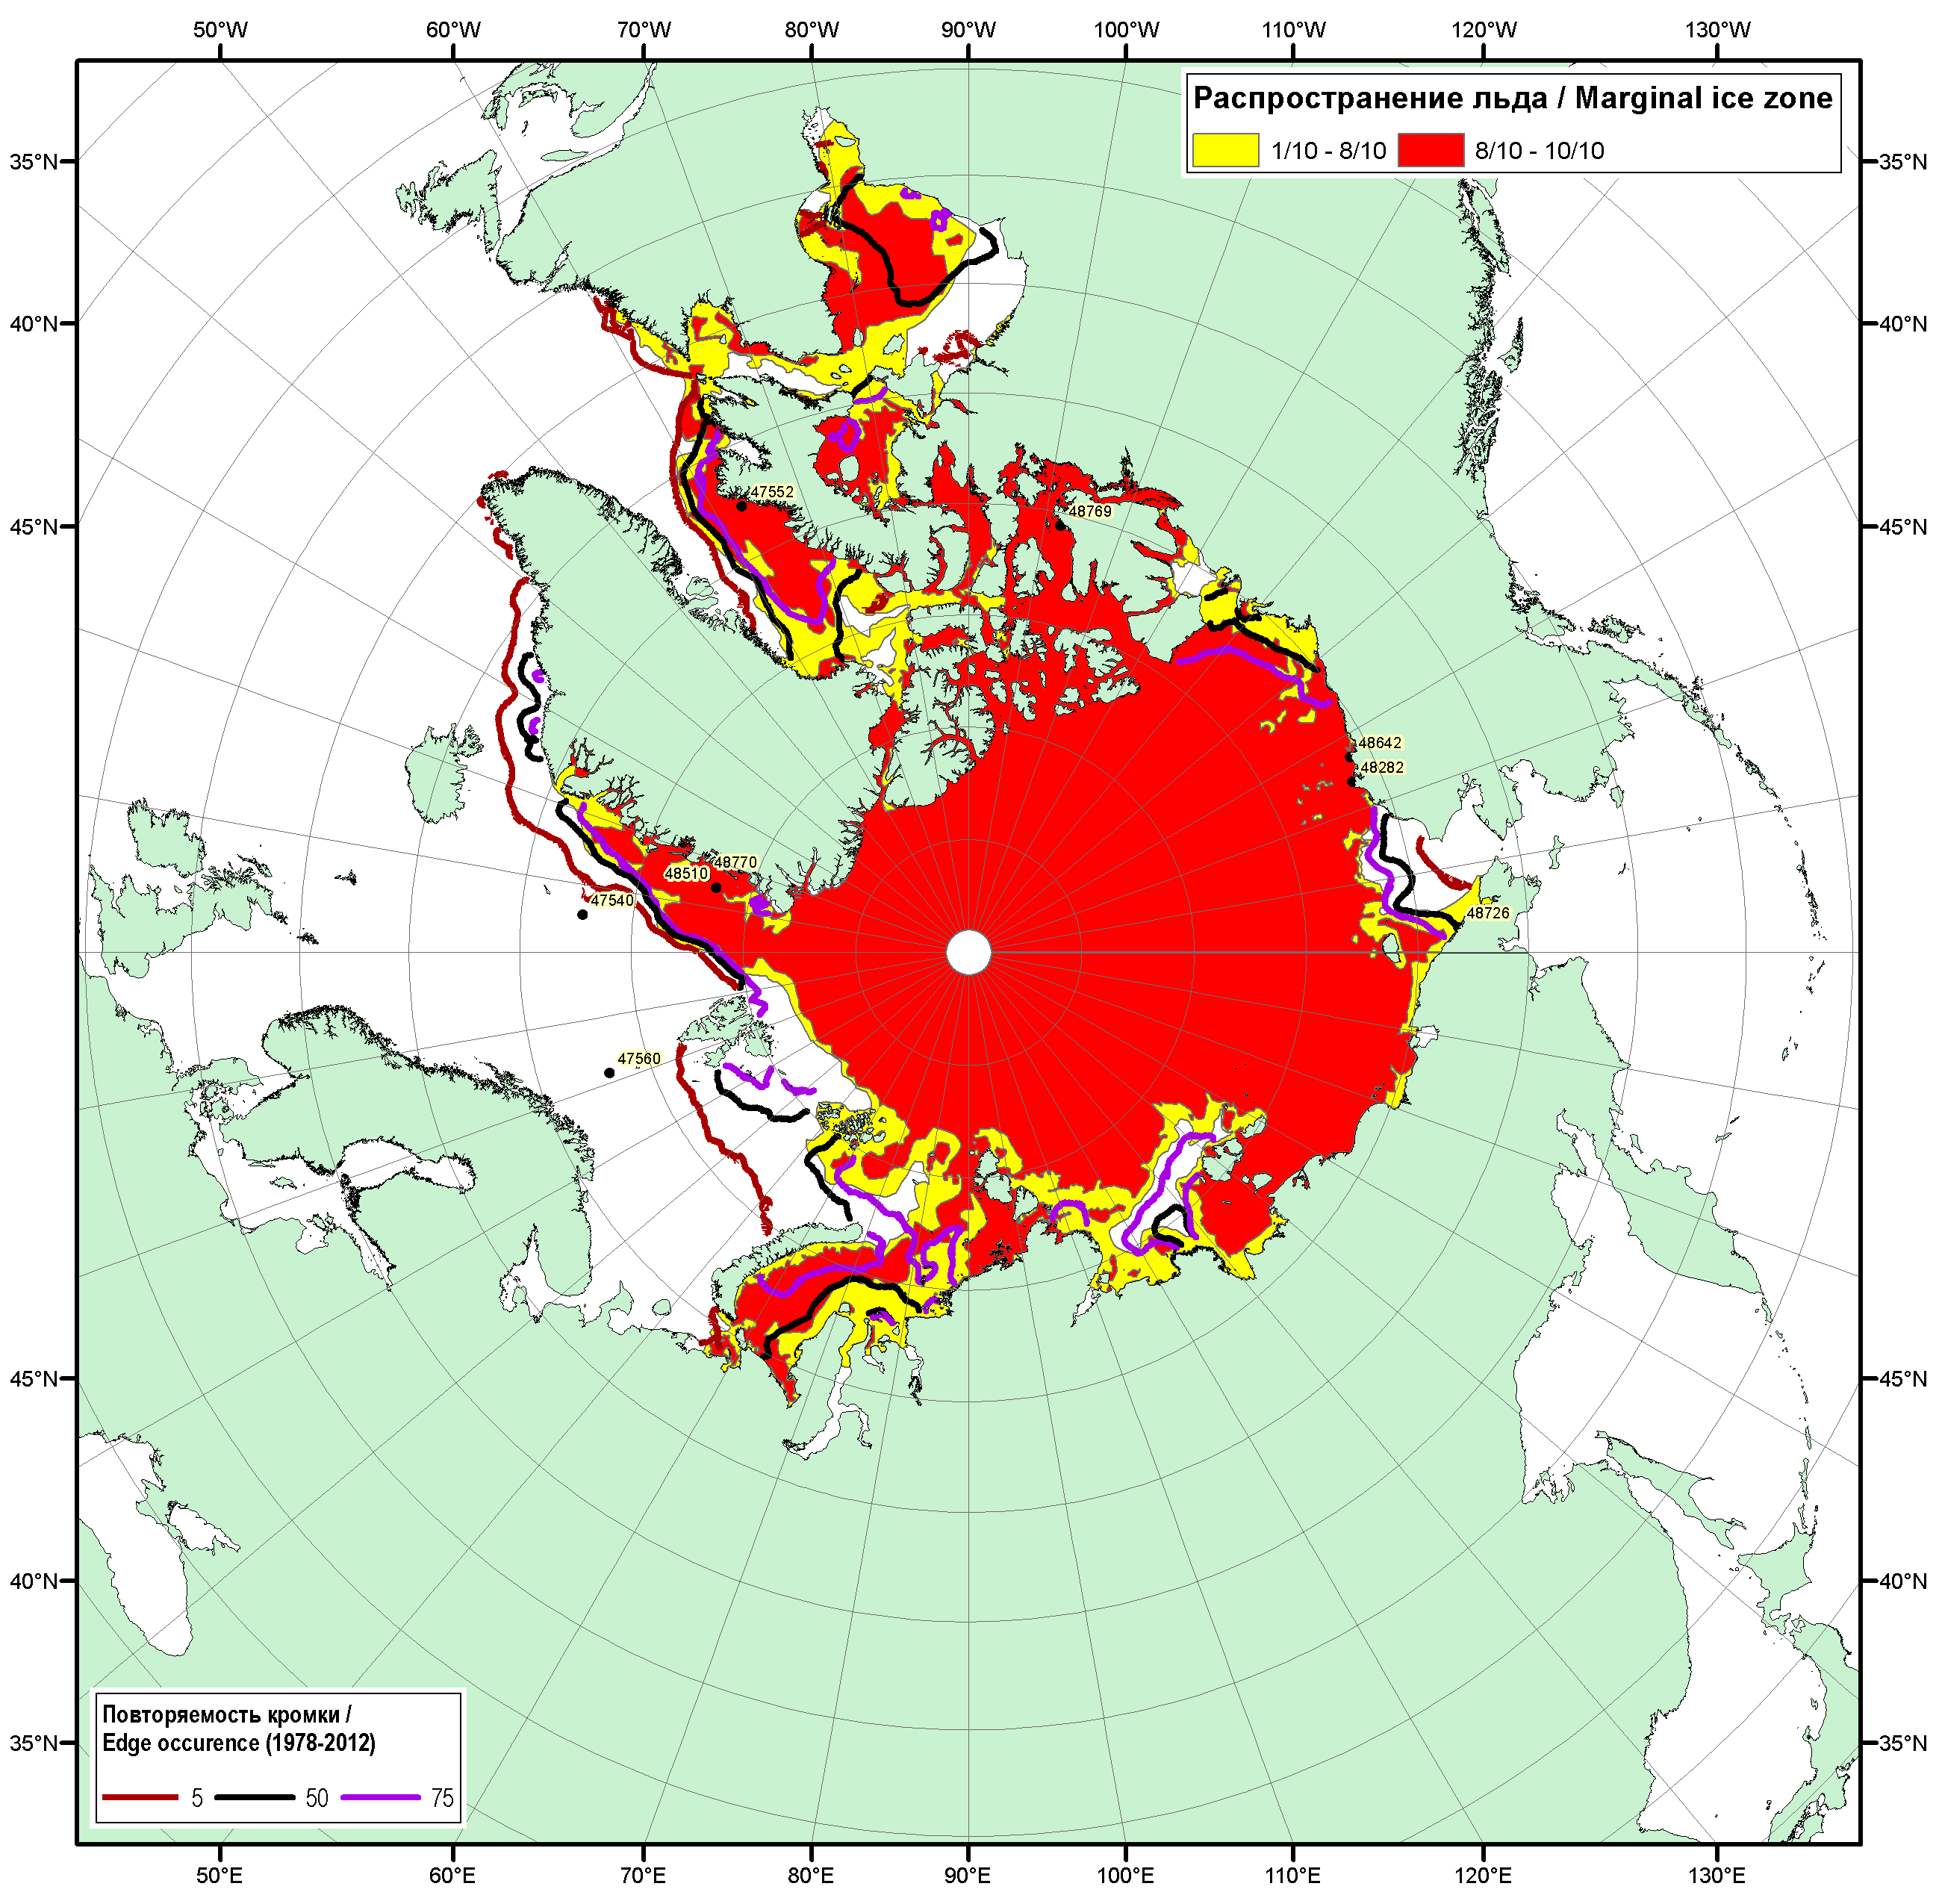 50°W 60°W 70°W 80°W 90°W 100°W 110°W 120°W 130°W
Распространение льда / Marginal ice zone
1/10 - 8/10 8/10 - 10/10
35°N 35°N
40°N 40°N
47552
48769
45°N 45°N
48642
48282
48770
48510
47540
48726
47560
45°N 45°N
40°N 40°N
Повторяемость кромки /
Edge occurence (1978-2012)
35°N 35°N
5 50 75
50°E 60°E 70°E 80°E 90°E 100°E 110°E 120°E 130°E